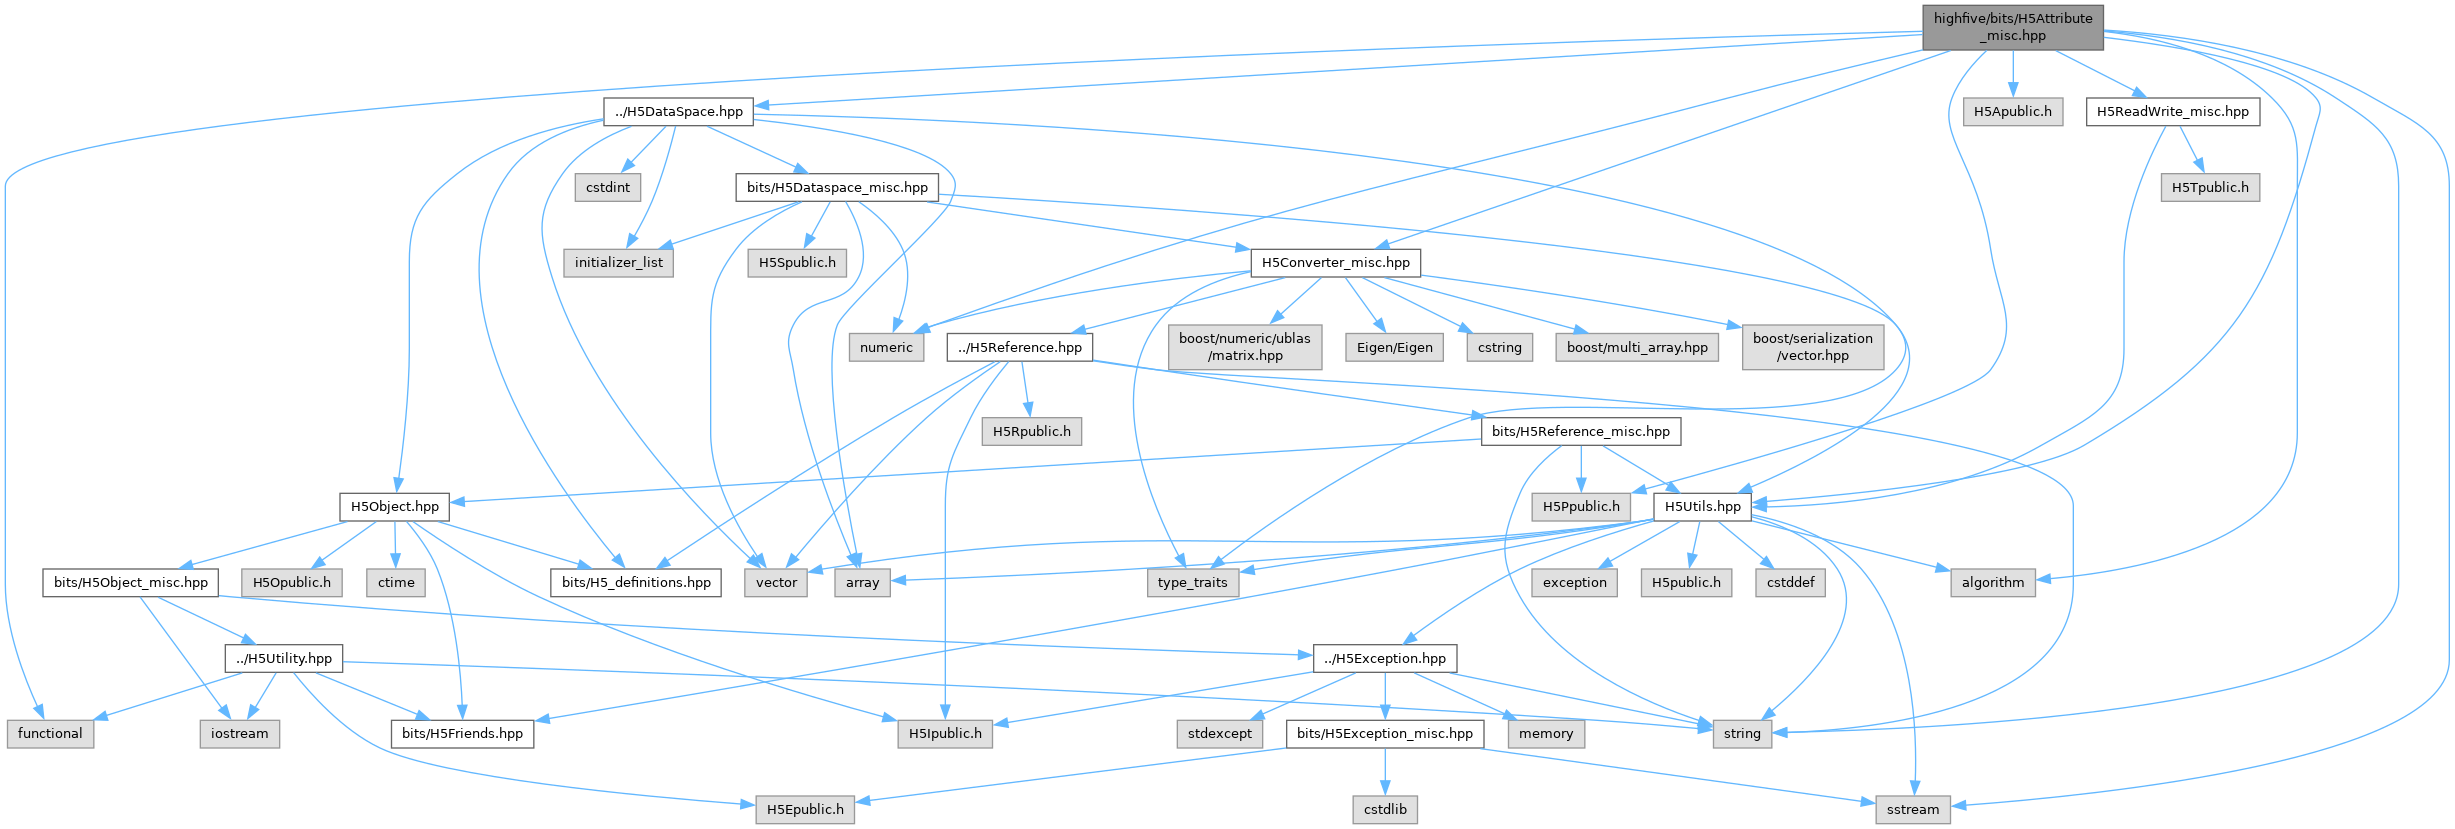 highfive/bits/H5Attribute
_misc.hpp
../H5DataSpace.hpp
H5Apublic.h
H5ReadWrite_misc.hpp
cstdint
bits/H5Dataspace_misc.hpp
H5Tpublic.h
initializer_list
H5Spublic.h
H5Converter_misc.hpp
numeric
../H5Reference.hpp
boost/numeric/ublas
/matrix.hpp
Eigen/Eigen
cstring
boost/multi_array.hpp
boost/serialization
/vector.hpp
H5Rpublic.h
bits/H5Reference_misc.hpp
H5Object.hpp
H5Ppublic.h
H5Utils.hpp
bits/H5Object_misc.hpp
H5Opublic.h
ctime
bits/H5_definitions.hpp
vector
array
type_traits
exception
H5public.h
cstddef
algorithm
../H5Utility.hpp
../H5Exception.hpp
functional
iostream
bits/H5Friends.hpp
H5Ipublic.h
stdexcept
bits/H5Exception_misc.hpp
memory
string
H5Epublic.h
cstdlib
sstream